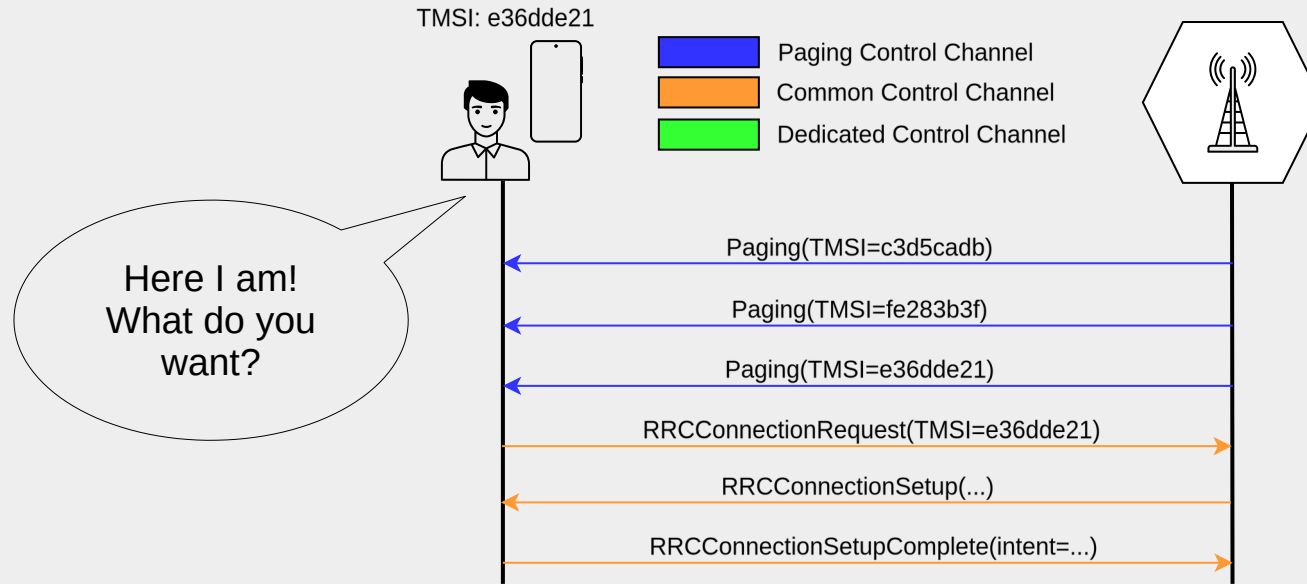 TMSI: e36dde21
Paging Control Channel
Common Control Channel
Dedicated Control Channel
Here I am!
What do you
want?
Paging(TMSI=c3d5cadb)
Paging(TMSI=fe283b3f)
Paging(TMSI=e36dde21)
RRCConnectionRequest(TMSI=e36dde21)
RRCConnectionSetup(...)
RRCConnectionSetupComplete(intent=...)